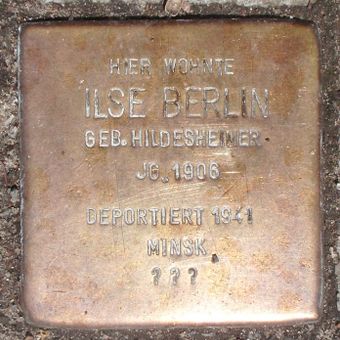 HIER WOHNTE
ILSE BERLIN
GEB. HILDESHEIMER
JG. 1906
DEPORTIERT 1941
MINSK
? ? ?